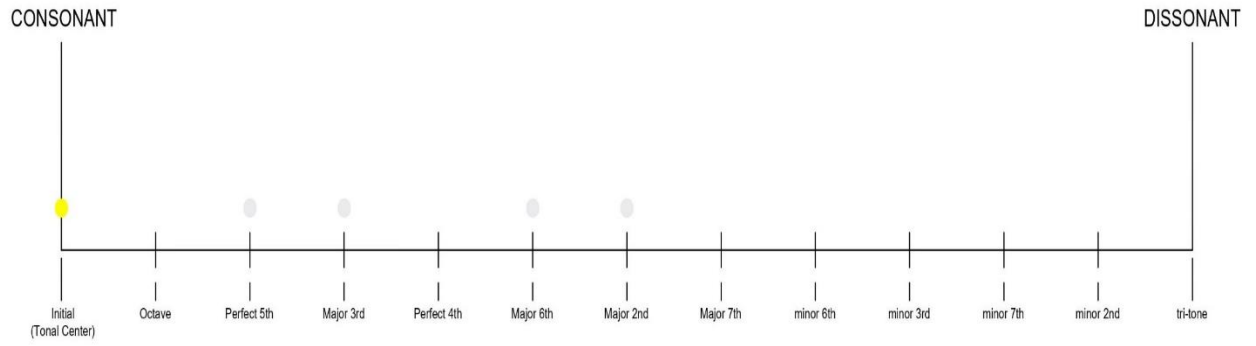 CONSONANT
DISSONANT
Initial
(Tonal Center)
Octave
Perfect 5th
Major 3rd
Perfect 4th
Major 6th
Major 2nd
Major 7th
minor 6th
minor 3rd
minor 7th
minor 2nd
tri-tone